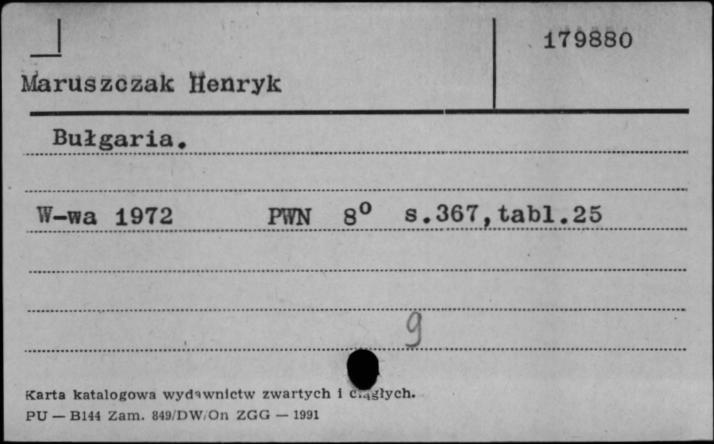 179880
Maruszczak Henryk
Bułgaria.
W-wa 1972 PWN 8° s.367,tabl.25
9
Karta katalogowa wydawnictw zwartych i ciągłych.
PU — B144 Zam. 849/DW/On ZGG — 1991